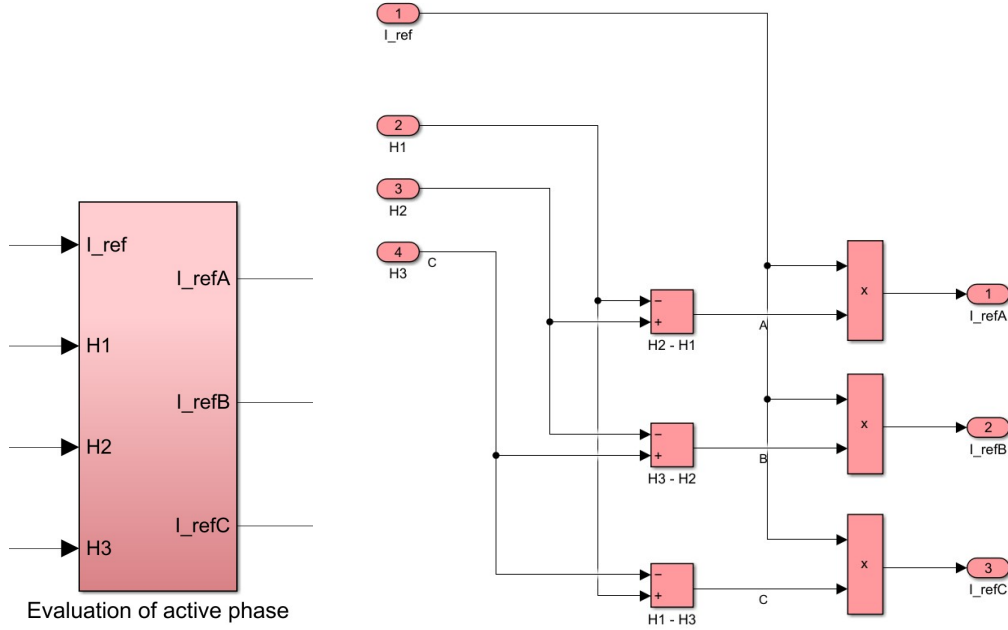 I_ref
H1
H2
H3
I_refA
I_refB
I_refC
Evaluation of active phase
1
I_ref
2
H1
3
H2
4
H3
C
−
+
H2 - H1
A
x
1
I_refA
−
+
H3 - H2
B
x
2
I_refB
−
+
H1 - H3
C
x
3
I_refC